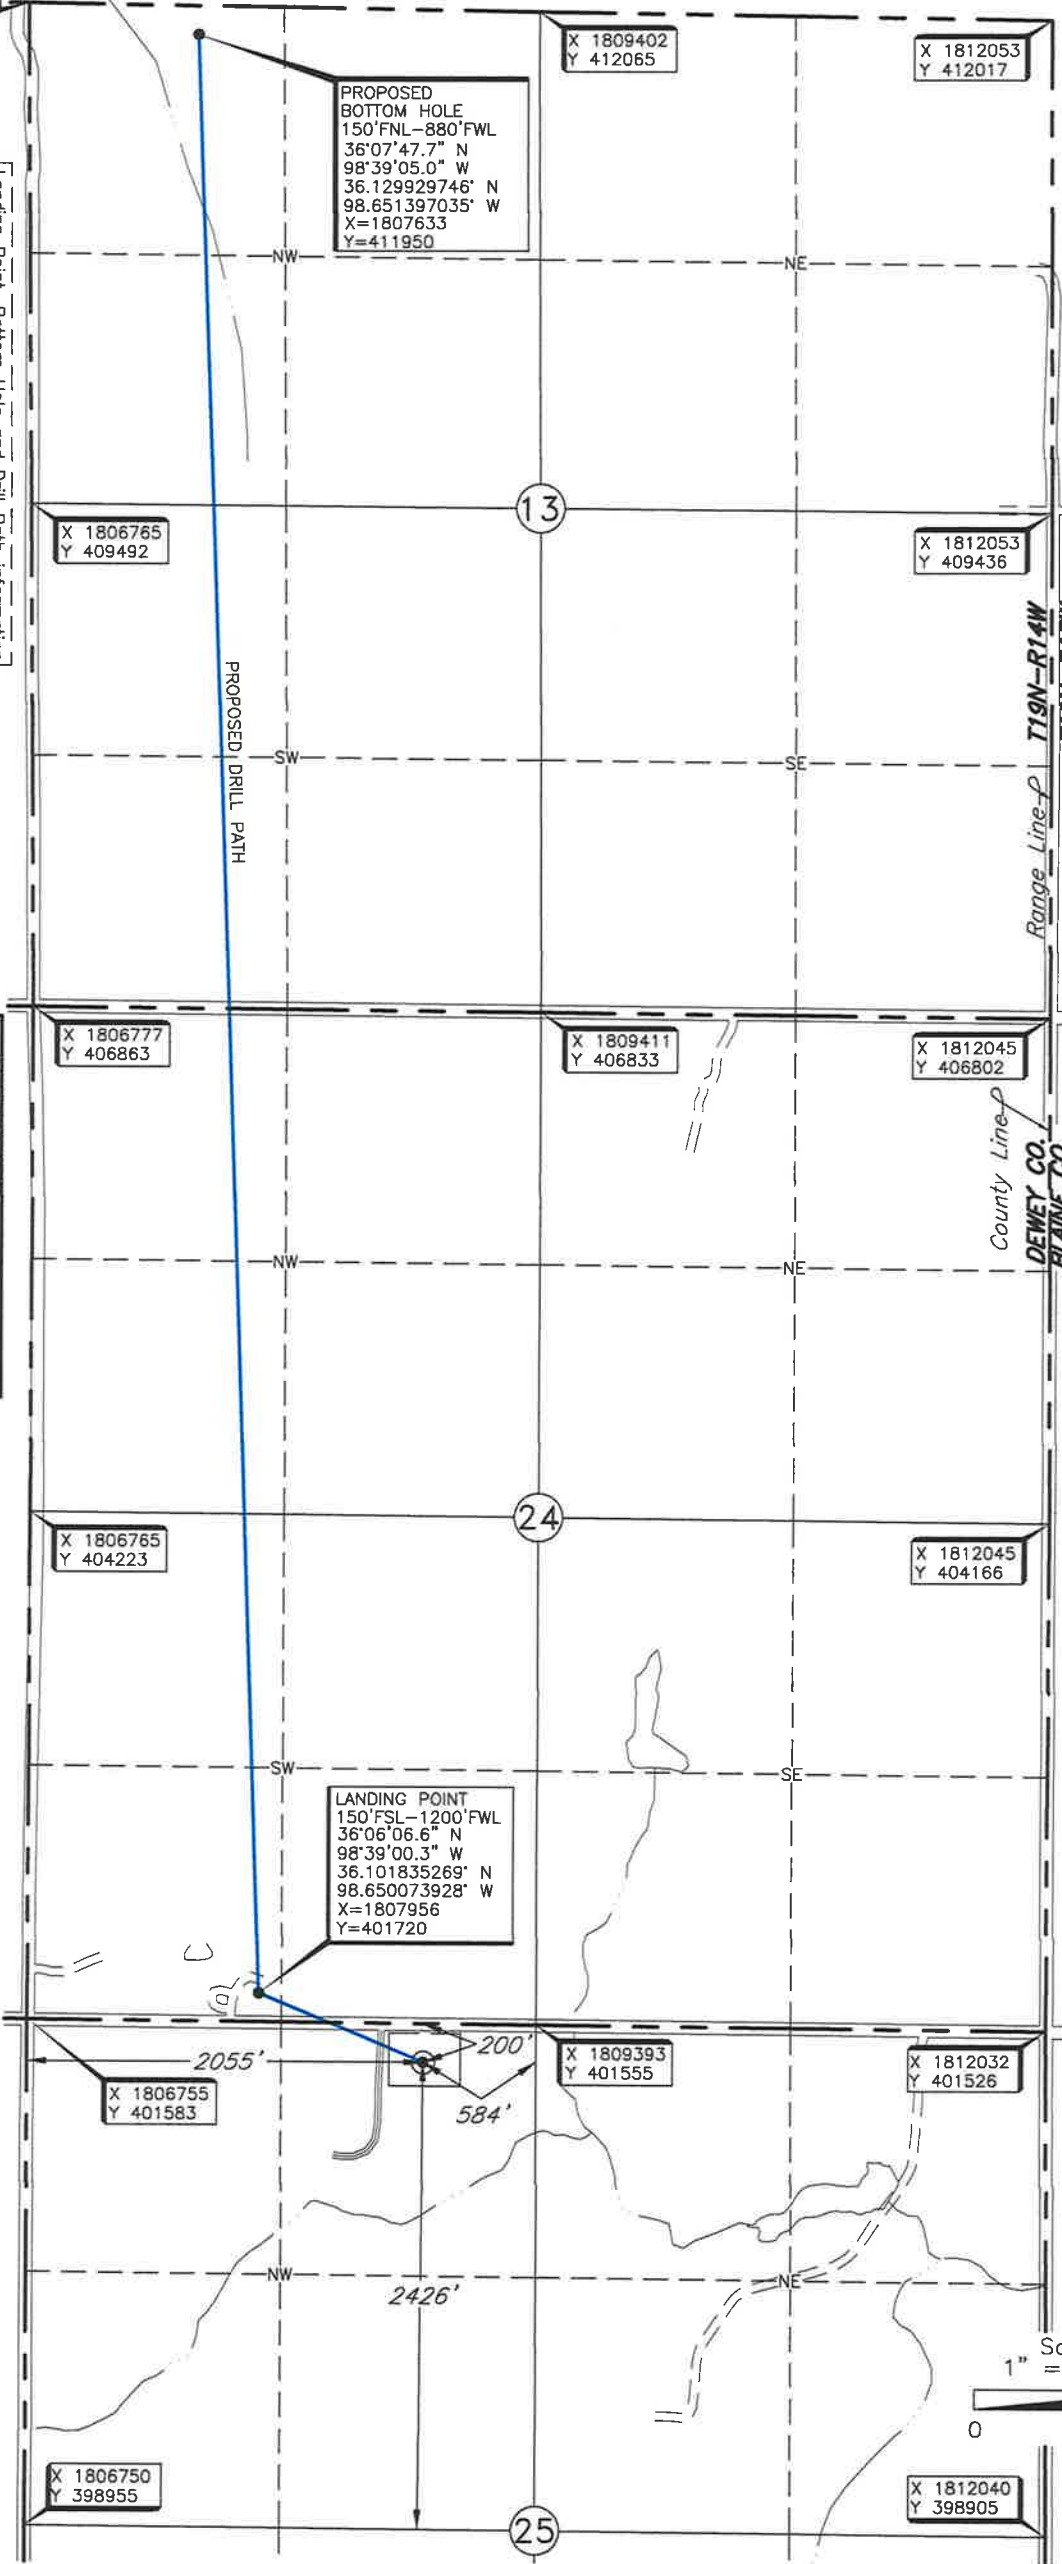 X 1809402
Y 412065
X 1812053
Y 412017
PROPOSED
BOTTOM HOLE
150'FNL-880'FWL
36°07'47.7" N
98°39'05.0" W
36.129929746° N
98.651397035° W
X=1807633
Y=411950
NW
NE
13
X 1806765
Y 409492
X 1812053
Y 409436
T19N-R14W
Range Line
PROPOSED DRILL PATH
SW
SE
X 1806777
Y 406863
X 1809411
Y 406833
X 1812045
Y 406802
County Line
DEWEY CO.
BLAINE CO.
NW
NE
24
X 1806765
Y 404223
X 1812045
Y 404166
SW
SE
LANDING POINT
150'FSL-1200'FWL
36°06'06.6" N
98°39'00.3" W
36.101835269° N
98.650073928° W
X=1807956
Y=401720
200'
2055'
584'
X 1809393
Y 401555
X 1812032
Y 401526
X 1806755
Y 401583
NW
NE
2426'
1" =
0
X 1806750
Y 398955
X 1812040
Y 398905
25